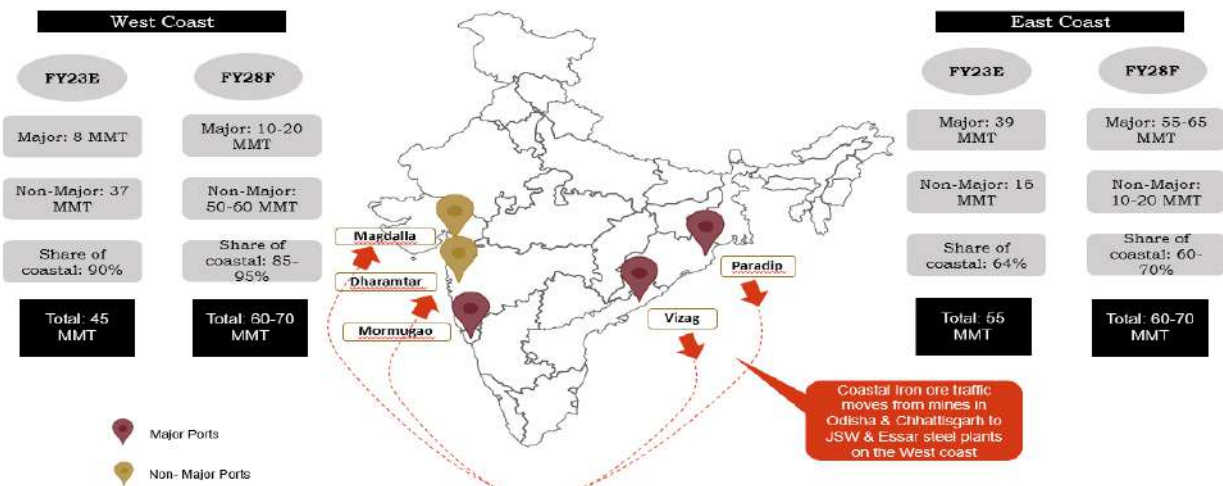 West Coast
FY23E
FY28F
Major: 8 MMT
Major: 10-20
MMT
Non-Major: 37
MMT
Non-Major:
50-60 MMT
Share of
coastal: 90%
Share of
coastal: 85-
95%
Total: 45
MMT
Total: 60-70
MMT
Magdalla
Dharamtar
Mormugao
Paradip
Vizag
Major Ports
Non- Major Ports
East Coast
FY23E
FY28F
Major: 39
MMT
Major: 55-65
MMT
Non-Major: 16
MMT
Non-Major:
10-20 MMT
Share of
coastal: 64%
Share of
coastal: 60-
70%
Total: 55
MMT
Total: 60-70
MMT
Coastal Iron ore traffic
moves from mines in
Odisha & Chhattisgarh to
JSW & Essar steel plants
on the West coast